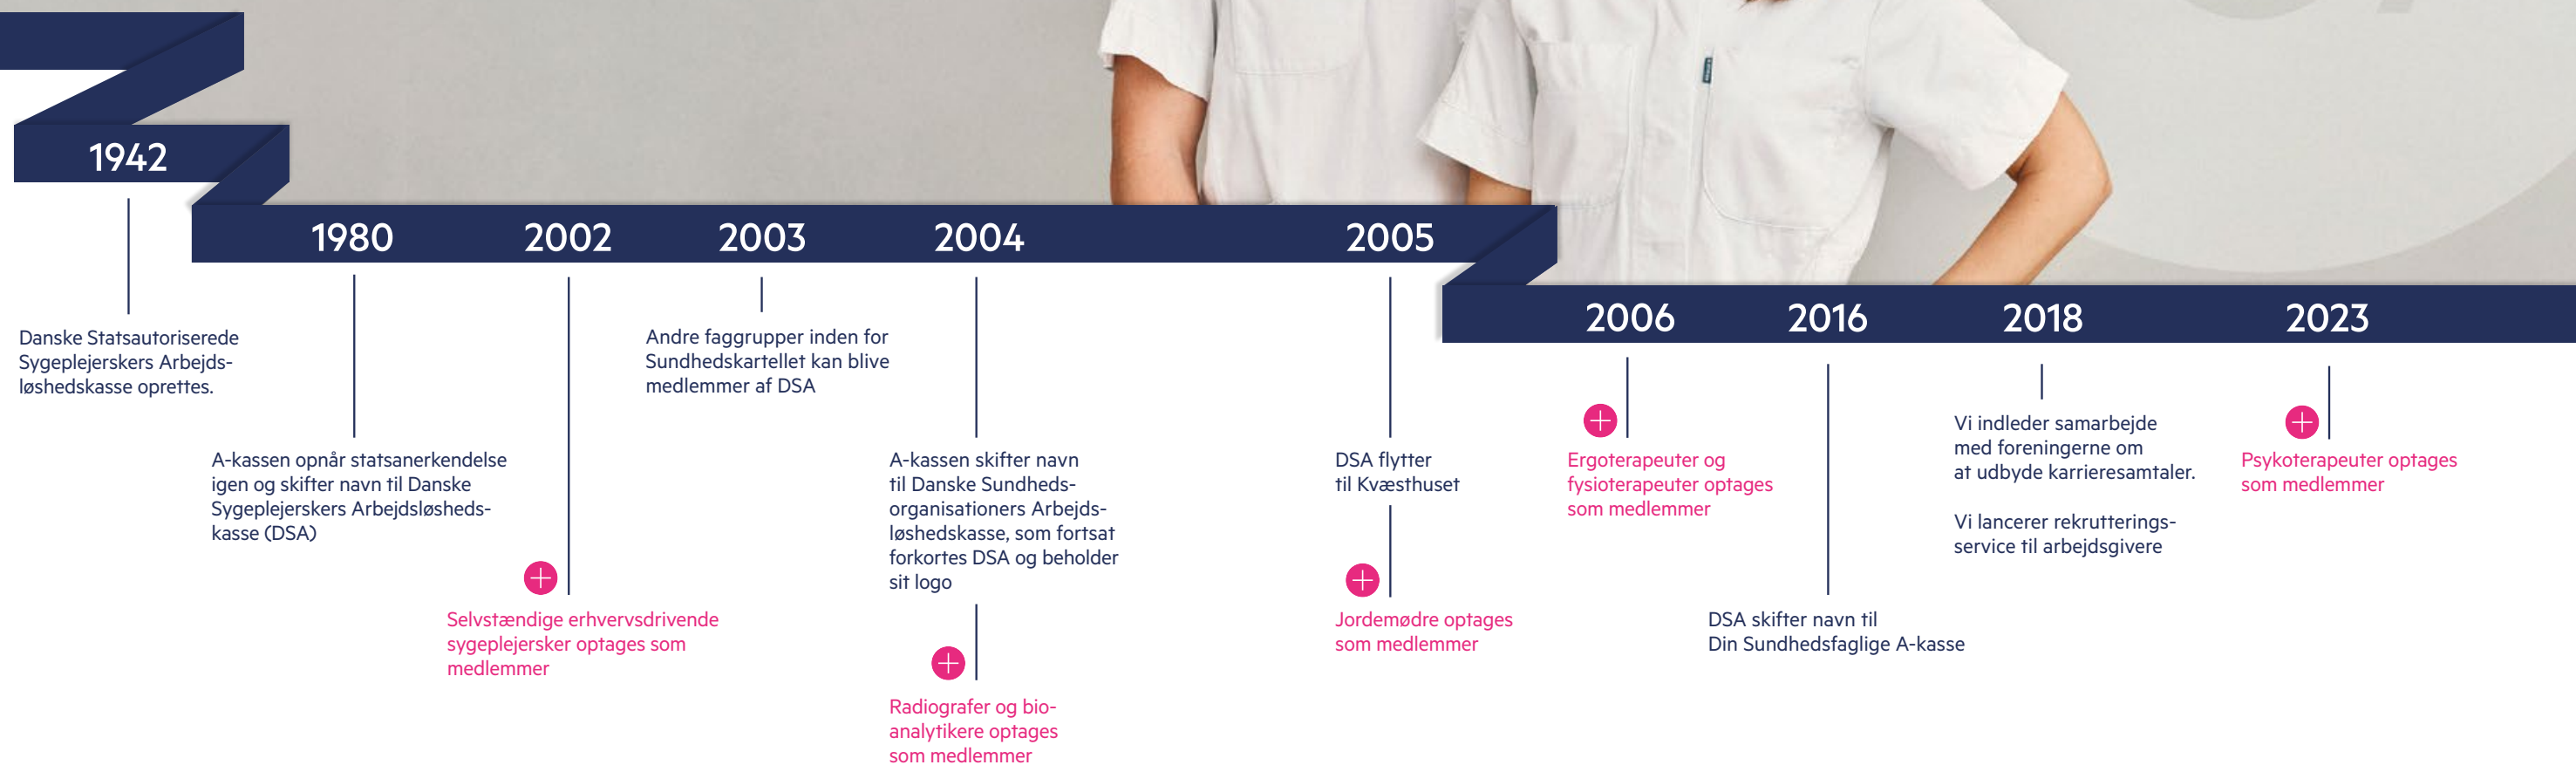 1942
Danske Statsautoriserede
Sygeplejerskers Arbejds-
løshedskasse oprettes.
1980
A-kassen opnår statsanerkendelse
igen og skifter navn til Danske
Sygeplejerskers Arbejdsløsheds-
kasse (DSA)
2002
Selvstændige erhvervsdrivende
sygeplejersker optages som
medlemmer
2003
Andre faggrupper inden for
Sundhedskartellet kan blive
medlemmer af DSA
2004
A-kassen skifter navn
til Danske Sundheds-
organisationers Arbejds-
løshedskasse, som fortsat
forkortes DSA og beholder
sit logo
Radiografer og bio-
analytikere optages
som medlemmer
2005
DSA flytter
til Kvæsthuset
Jordemødre optages
som medlemmer
2006
Ergoterapeuter og
fysioterapeuter optages
som medlemmer
2016
DSA skifter navn til
Din Sundhedsfaglige A-kasse
2018
Vi indleder samarbejde
med foreningerne om
at udbyde karrieresamtaler.
Vi lancerer rekrutterings-
service til arbejdsgivere
2023
Psykoterapeuter optages
som medlemmer